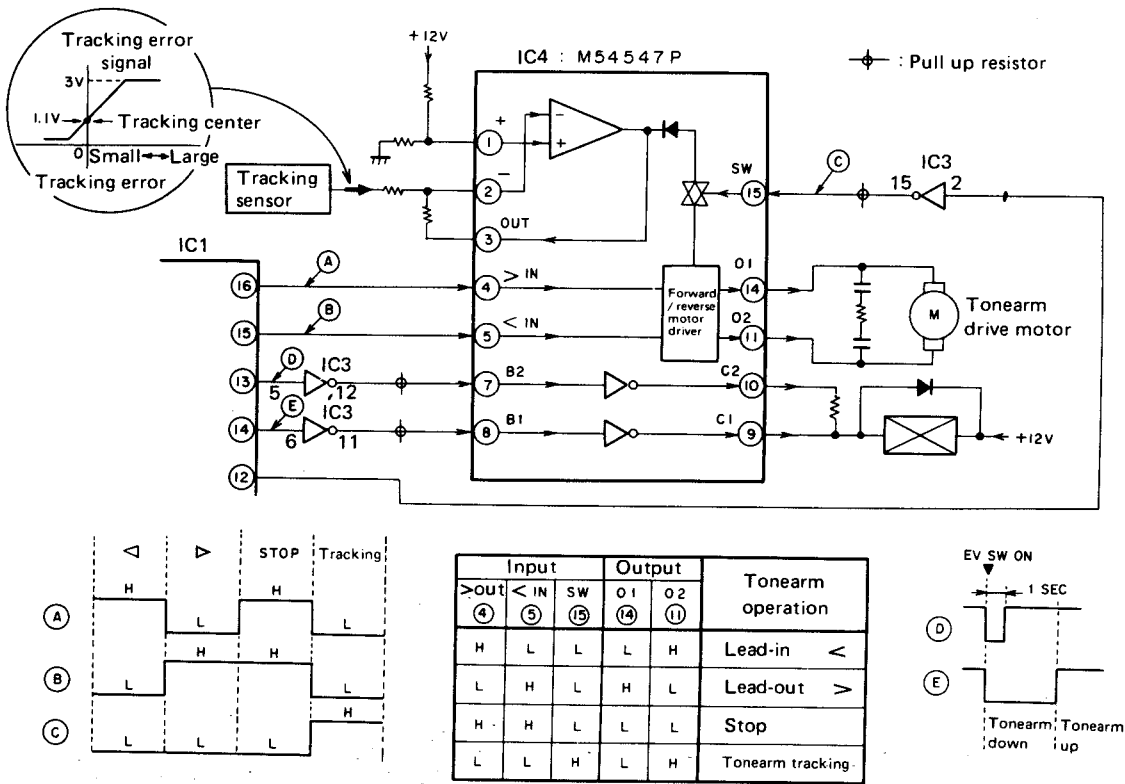 Tracking error
signal
3V
1.1V
Tracking center
0
Small ↔ Large
Tracking error
Tracking
sensor
+12V
IC4 : M54547P
: Pull up resistor
1
+
2
−
3
OUT
−
+
SW
15
C
IC3
15
2
IC1
16
A
4
> IN
15
B
5
< IN
Forward
/ reverse
motor
driver
O1
14
O2
11
M
Tonearm
drive motor
13
D
5
IC3
12
7
B2
C2
10
14
E
6
IC3
11
8
B1
C1
9
+12V
12
◁ ▷ STOP Tracking
A
H L H L
B
L H H L
C
L L L H
Input Output Tonearm operation
>out < IN SW O1 O2
4 5 15 14 11
H L L L H Lead-in <
L H L H L Lead-out >
H H L L L Stop
L L H L H Tonearm tracking
EV SW ON
1 SEC
D
E
Tonearm down
Tonearm up